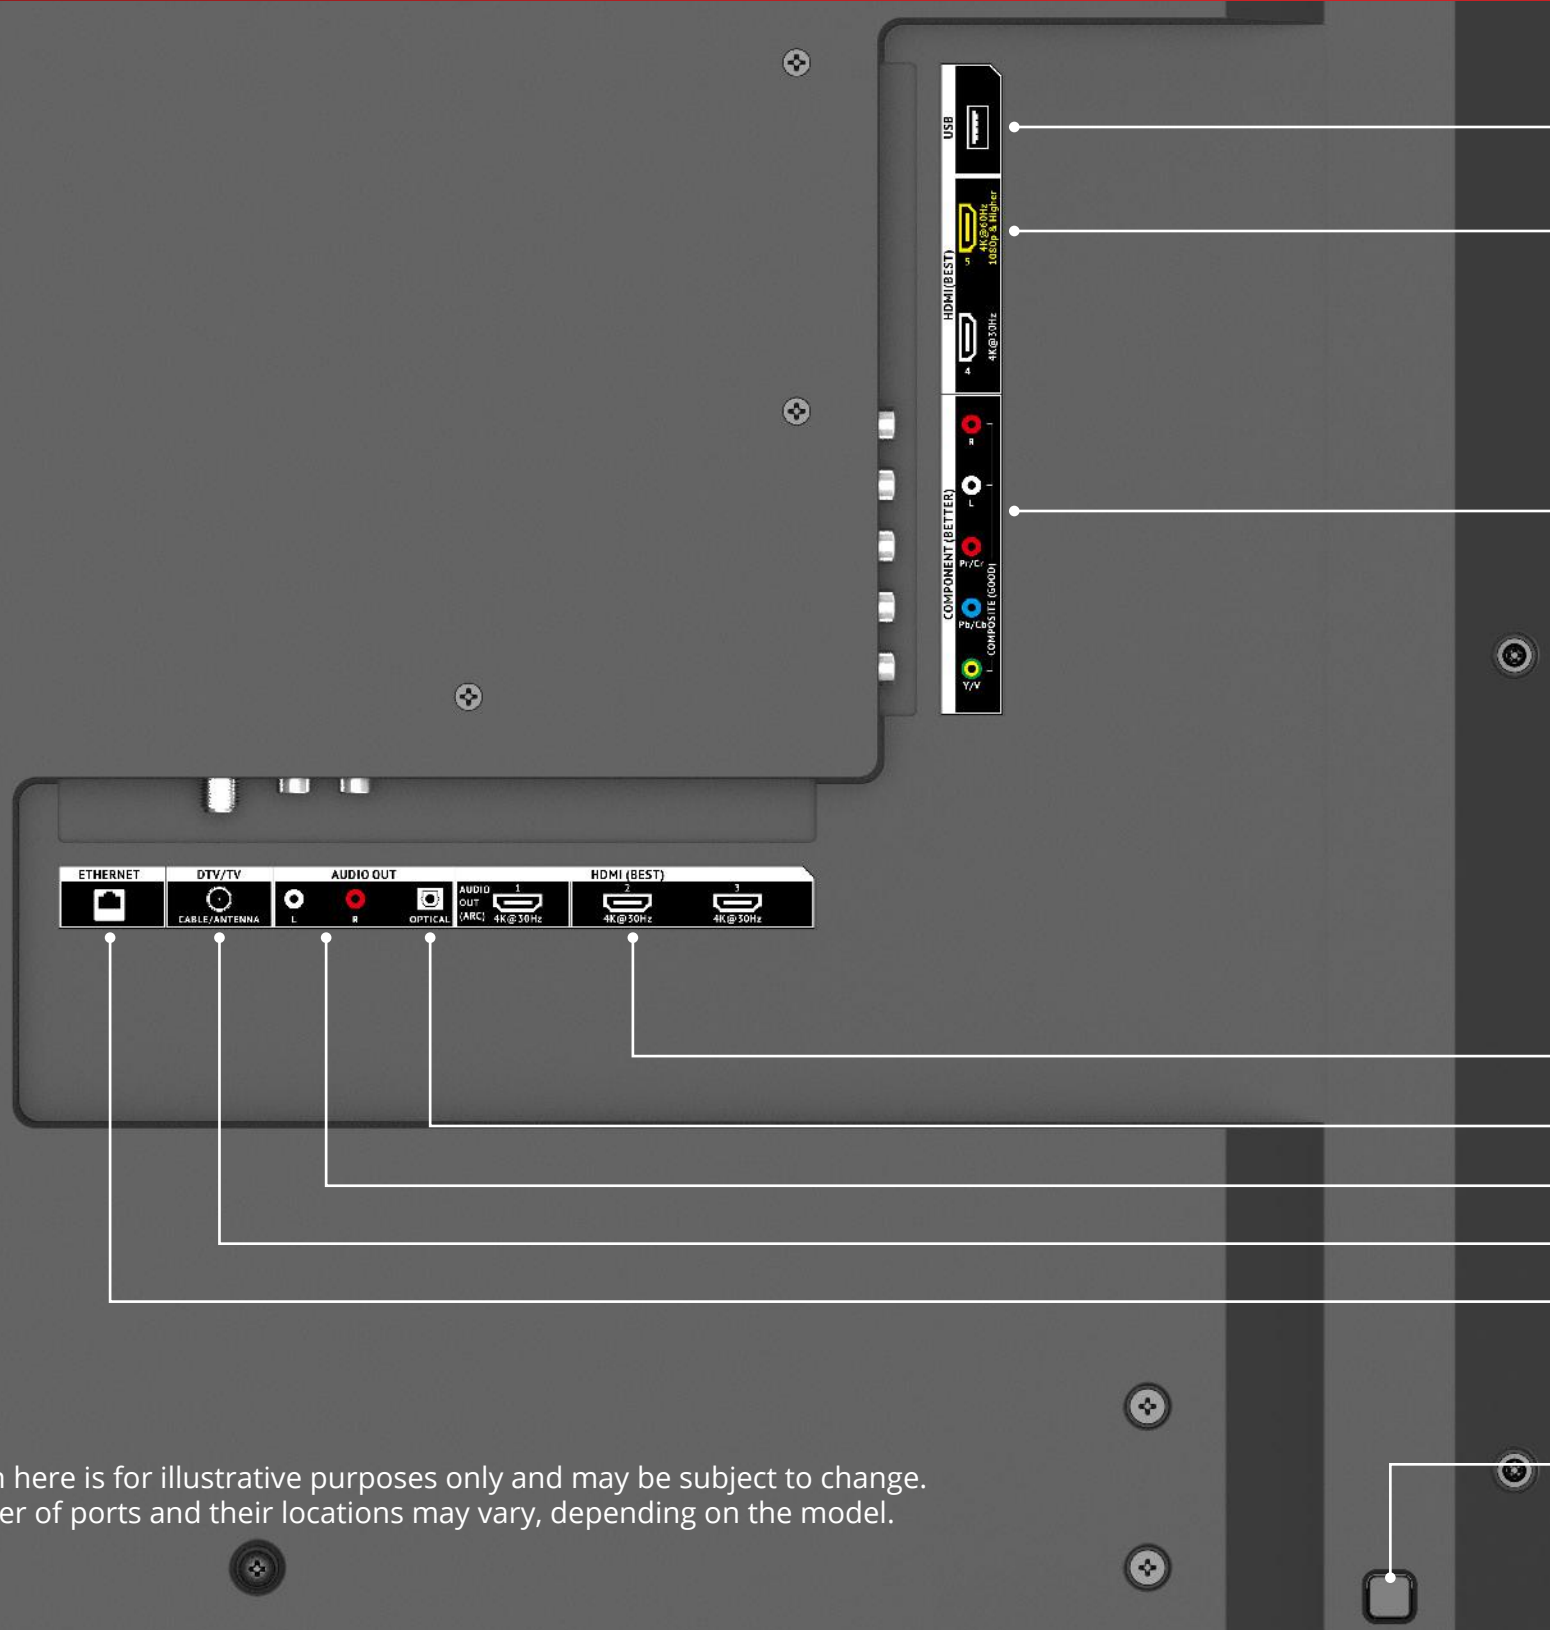 USB
HDMI(BEST)
4K@60Hz
1080p & Higher
5
4K@30Hz
4
COMPONENT (BETTER)
COMPOSITE (GOOD)
R
L
Pr/Cr
Pb/Cb
Y/V
ETHERNET
DTV/TV
CABLE/ANTENNA
AUDIO OUT
L
R
OPTICAL
HDMI (BEST)
AUDIO
OUT
(ARC)
1
4K@30Hz
2
4K@30Hz
3
4K@30Hz
here is for illustrative purposes only and may be subject to change.
er of ports and their locations may vary, depending on the model.